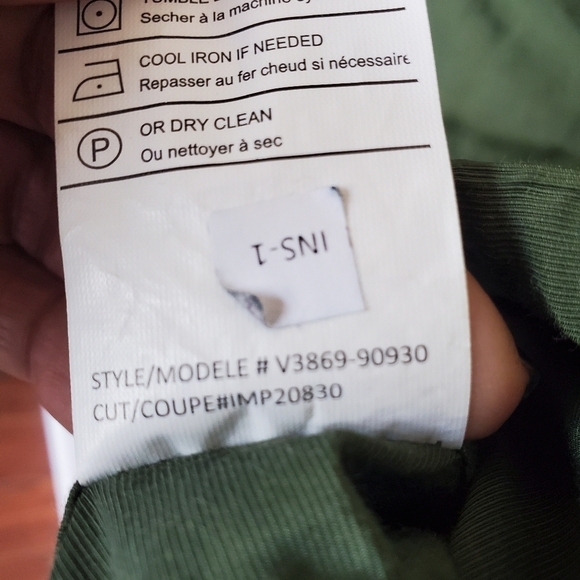 TUMBLE
Secher à la machine
COOL IRON IF NEEDED
Repasser au fer cheud si nécessaire
P
OR DRY CLEAN
Ou nettoyer à sec
INS-1
STYLE/MODELE # V3869-90930
CUT/COUPE#IMP20830